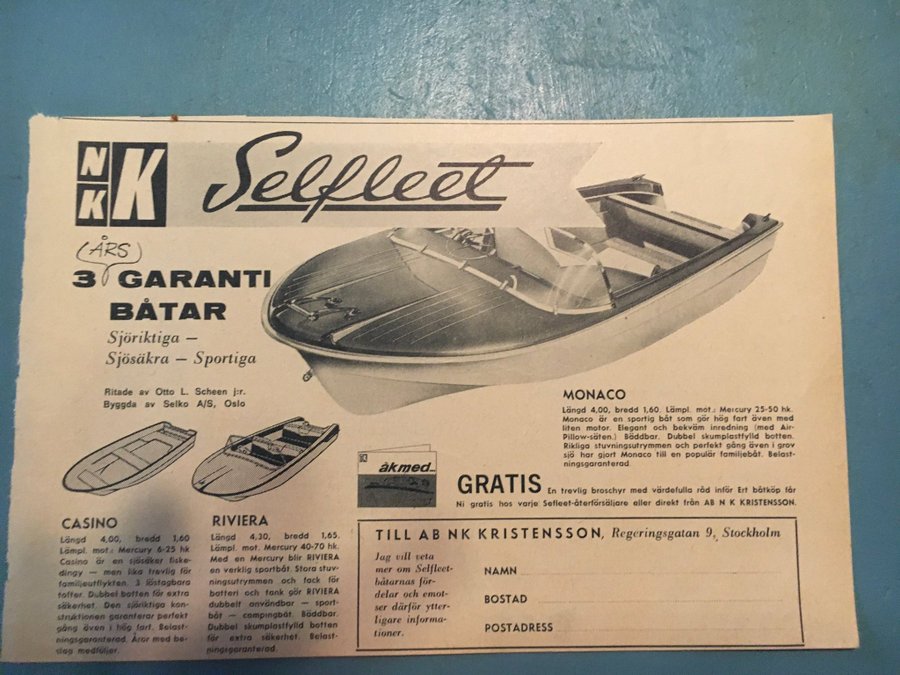 NK K
Selfleet
(ÅRS)
3 GARANTI
BÅTAR
Sjöriktiga —
Sjösäkra — Sportiga
Ritade av Otto L. Scheen j:r.
Byggda av Selko A/S, Oslo
MONACO
Längd 4,00, bredd 1,60. Lämpl. mot.: Mercury 25-50 hk.
Monaco är en sportig båt som gör hög fart även med
liten motor. Elegant och bekväm inredning (med Air-
Pillow-säten.) Bäddbar. Dubbel skumplastfylld botten.
Rikliga stuvningsutrymmen och perfekt gång även i grov
sjö har gjort Monaco till en populär familjebåt. Belast-
ningsgaranterad.
åkmed...
GRATIS En trevlig broschyr med värdefulla råd inför Ert båtköp får
Ni gratis hos varje Sefleet-återförsäljare eller direkt från AB N K KRISTENSSON.
CASINO
Längd 4,00, bredd 1,60
Lämpl. mot.: Mercury 6-25 hk
Casino är en sjösäker fiske-
dingy — men lika trevlig för
familjeutflykten. 3 löstagbara
tofter. Dubbel botten för extra
säkerhet. Den sjöriktiga kon-
struktionen garanterar perfekt
gång även i hög fart. Belast-
ningsgaranterad. Åror med be-
slag medföljer.
RIVIERA
Längd 4,30, bredd 1,65.
Lämpl. mot. Mercury 40-70 hk.
Med en Mercury blir RIVIERA
en verklig sportbåt. Stora stuv-
ningsutrymmen och fack för
batteri och tank gör RIVIERA
dubbelt användbar — sport-
båt — campingbåt. Bäddbar.
Dubbel skumplastfylld botten
för extra säkerhet. Belast-
ningsgaranterad.
TILL AB NK KRISTENSSON, Regeringsgatan 9, Stockholm
Jag vill veta
mer om Selfleet-
båtarnas för-
delar och emot-
ser därför ytter-
ligare informa-
tioner.
NAMN
BOSTAD
POSTADRESS